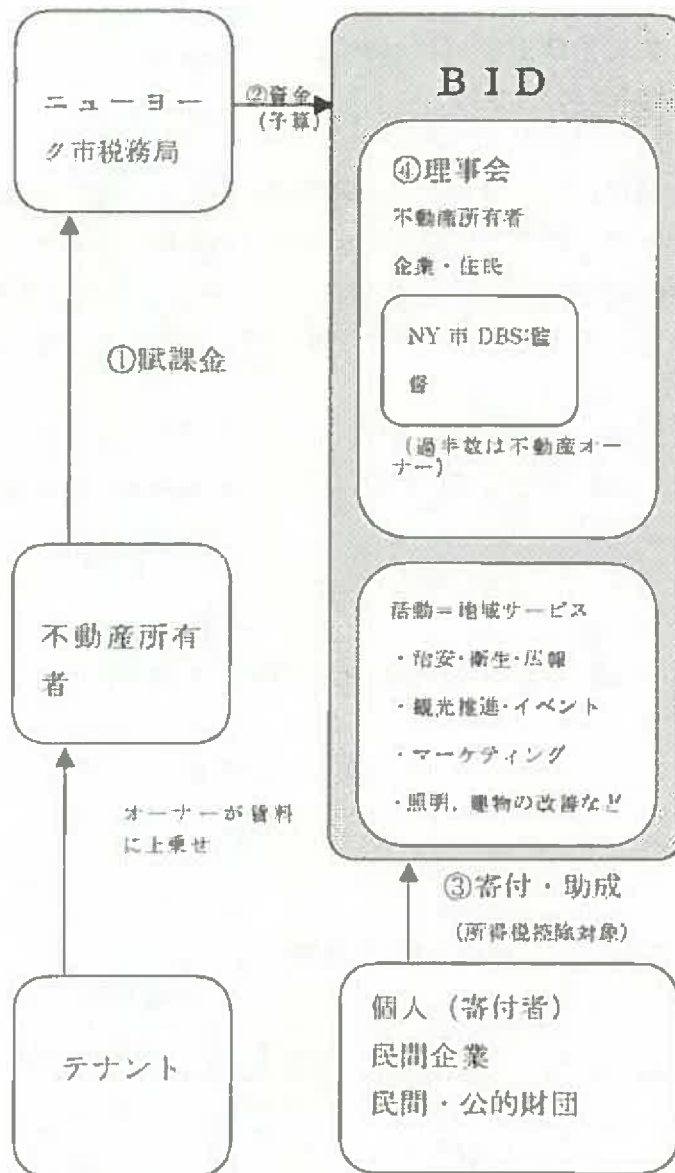 ニューヨー
ク市税務局
②資金
(予算)
BID
④理事会
不動産所有者
企業・住民
NY 市 DBS:監
督
(過半数は不動産オー
ナー)
①賦課金
不動産所有
者
活動＝地域サービス
・治安・衛生・広報
・観光推進・イベント
・マーケティング
・照明，建物の改善など
オーナーが賃料
に上乗せ
③寄付・助成
(所得税控除対象)
テナント
個人（寄付者）
民間企業
民間・公的財団